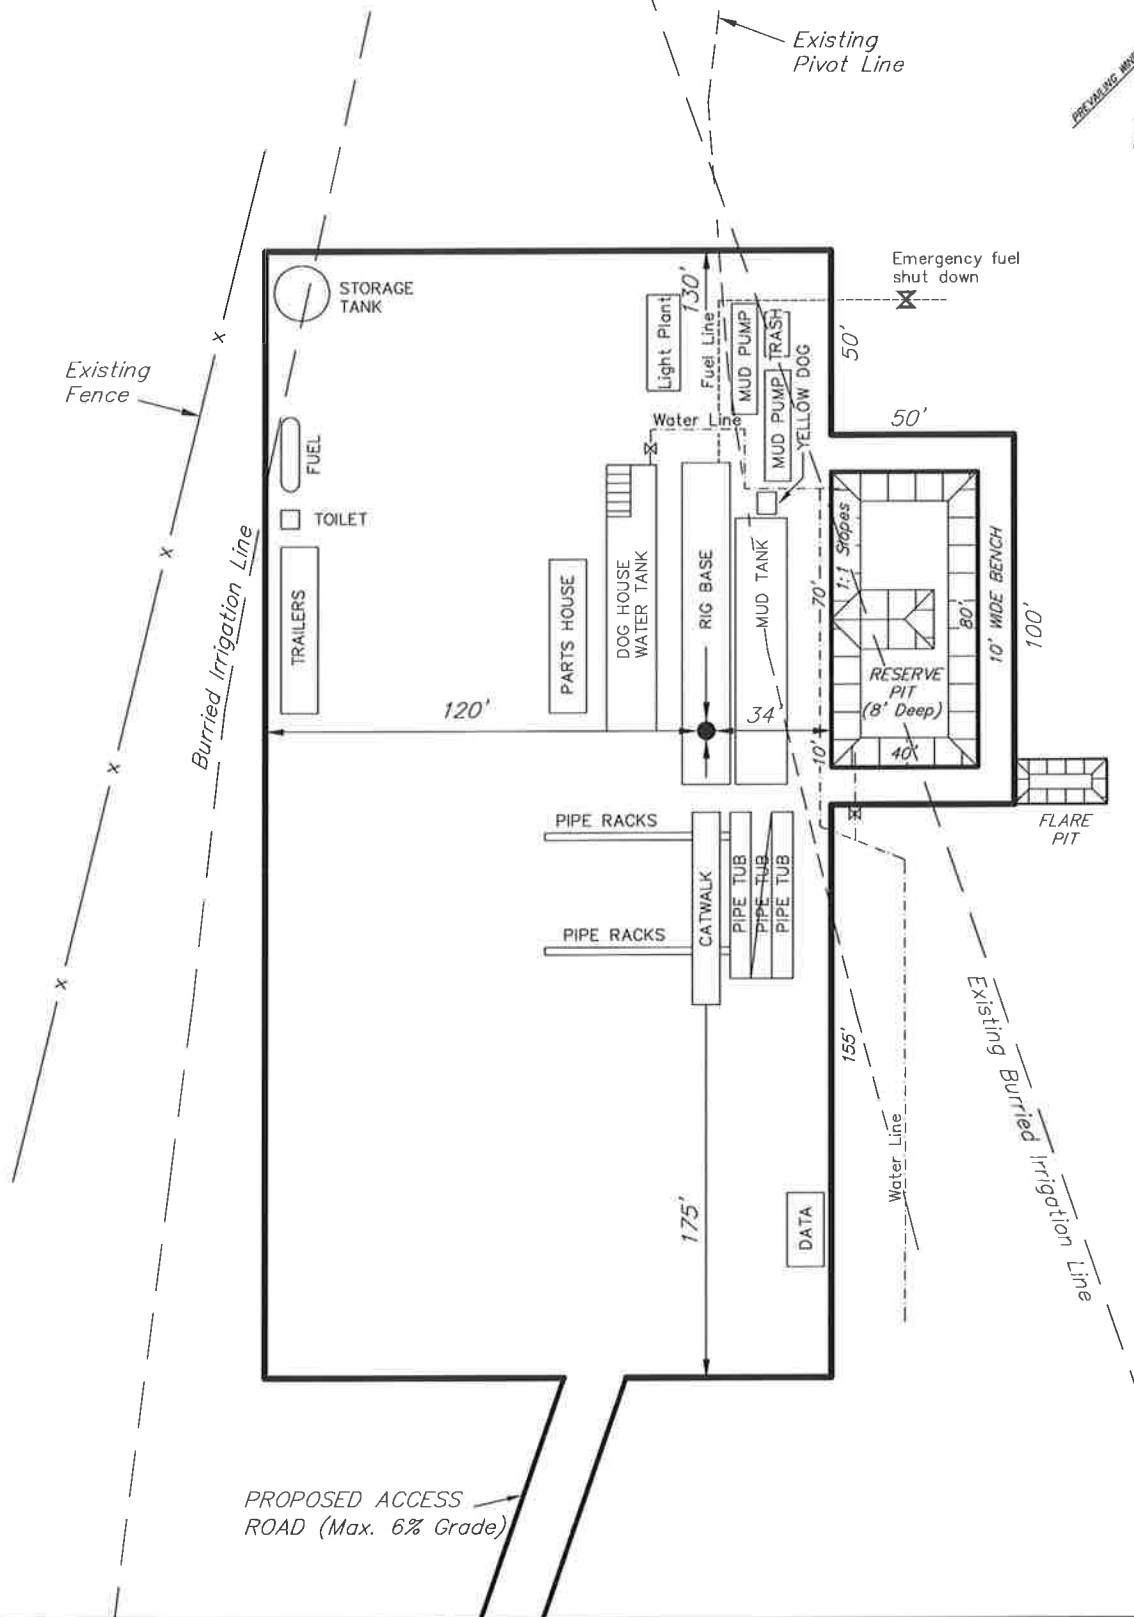 Existing
Pivot Line
PREVAILING
Emergency fuel
shut down
STORAGE
TANK
Light Plant
130'
Fuel Line
MUD PUMP
TRASH
50'
Existing
Fence
MUD PUMP
YELLOW DOG
50'
Water Line
FUEL
TOILET
TRAILERS
Burried Irrigation Line
PARTS HOUSE
DOG HOUSE
WATER TANK
RIG BASE
MUD TANK
70'
1:1 Slopes
80'
10' WIDE BENCH
100'
RESERVE
PIT
(8' Deep)
120'
34'
10'
40'
FLARE
PIT
PIPE RACKS
CATWALK
PIPE TUB
PIPE TUB
PIPE TUB
PIPE RACKS
155'
Existing Burried Irrigation Line
Water Line
175'
DATA
PROPOSED ACCESS
ROAD (Max. 6% Grade)
x
x
x
x